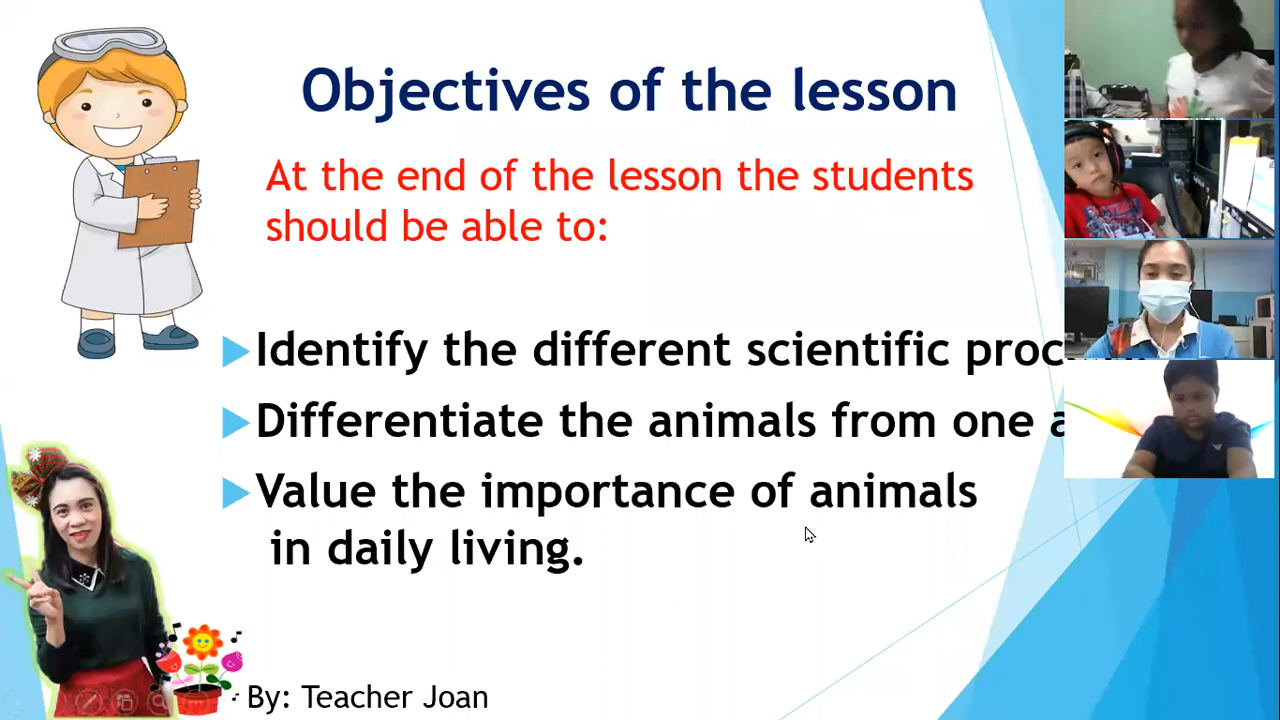 Objectives of the lesson
At the end of the lesson the students
should be able to:
Identify the different scientific
Differentiate the animals from one
Value the importance of animals
in daily living.
By: Teacher Joan